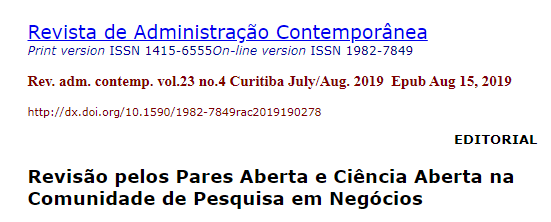 Revista de Administração Contemporânea
Print version ISSN 1415-6555On-line version ISSN 1982-7849
Rev. adm. contemp. vol.23 no.4 Curitiba July/Aug. 2019 Epub Aug 15, 2019
http://dx.doi.org/10.1590/1982-7849rac2019190278
EDITORIAL
Revisão pelos Pares Aberta e Ciência Aberta na
Comunidade de Pesquisa em Negócios